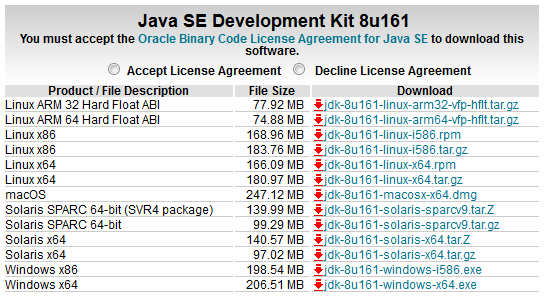 Java SE Development Kit 8u161
You must accept the Oracle Binary Code License Agreement for Java SE to download this
software.
Accept License Agreement Decline License Agreement
Product / File Description File Size Download
Linux ARM 32 Hard Float ABI 77.92 MB jdk-8u161-linux-arm32-vfp-hflt.tar.gz
Linux ARM 64 Hard Float ABI 74.88 MB jdk-8u161-linux-arm64-vfp-hflt.tar.gz
Linux x86 168.96 MB jdk-8u161-linux-i586.rpm
Linux x86 183.76 MB jdk-8u161-linux-i586.tar.gz
Linux x64 166.09 MB jdk-8u161-linux-x64.rpm
Linux x64 180.97 MB jdk-8u161-linux-x64.tar.gz
macOS 247.12 MB jdk-8u161-macosx-x64.dmg
Solaris SPARC 64-bit (SVR4 package) 139.99 MB jdk-8u161-solaris-sparcv9.tar.Z
Solaris SPARC 64-bit 99.29 MB jdk-8u161-solaris-sparcv9.tar.gz
Solaris x64 140.57 MB jdk-8u161-solaris-x64.tar.Z
Solaris x64 97.02 MB jdk-8u161-solaris-x64.tar.gz
Windows x86 198.54 MB jdk-8u161-windows-i586.exe
Windows x64 206.51 MB jdk-8u161-windows-x64.exe